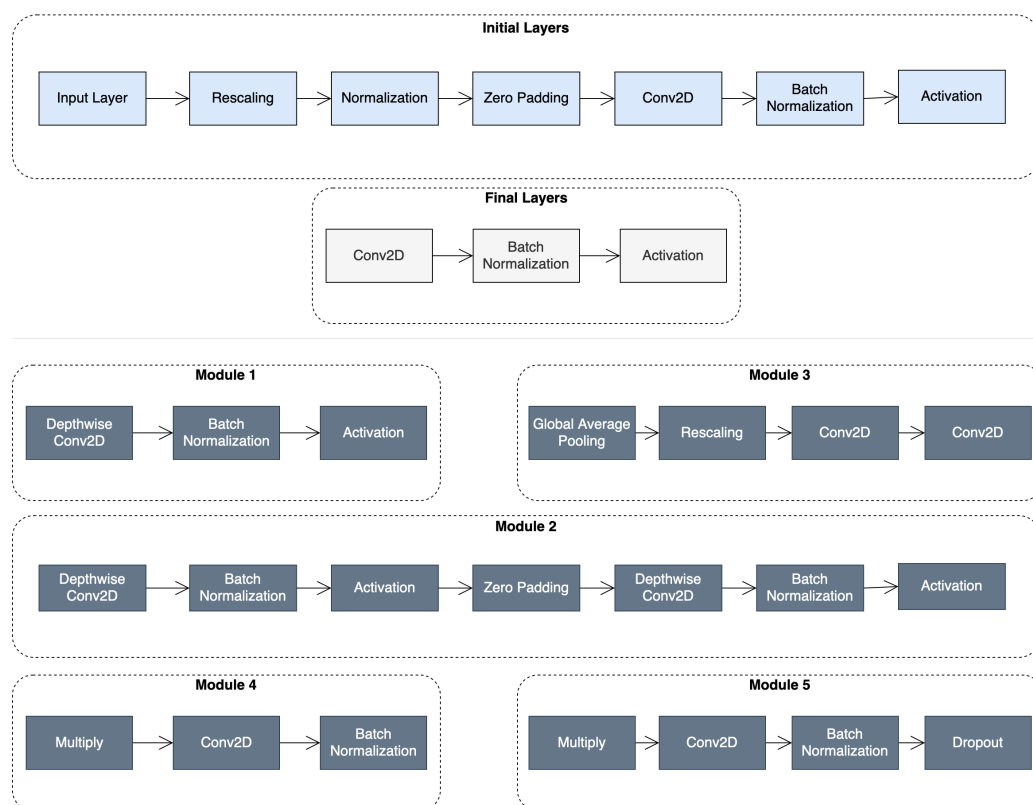 Initial Layers
Input Layer
Rescaling
Normalization
Zero Padding
Conv2D
Batch
Normalization
Activation
Final Layers
Conv2D
Batch
Normalization
Activation
Module 1
Depthwise
Conv2D
Batch
Normalization
Activation
Module 3
Global Average
Pooling
Rescaling
Conv2D
Conv2D
Module 2
Depthwise
Conv2D
Batch
Normalization
Activation
Zero Padding
Depthwise
Conv2D
Batch
Normalization
Activation
Module 4
Multiply
Conv2D
Batch
Normalization
Module 5
Multiply
Conv2D
Batch
Normalization
Dropout